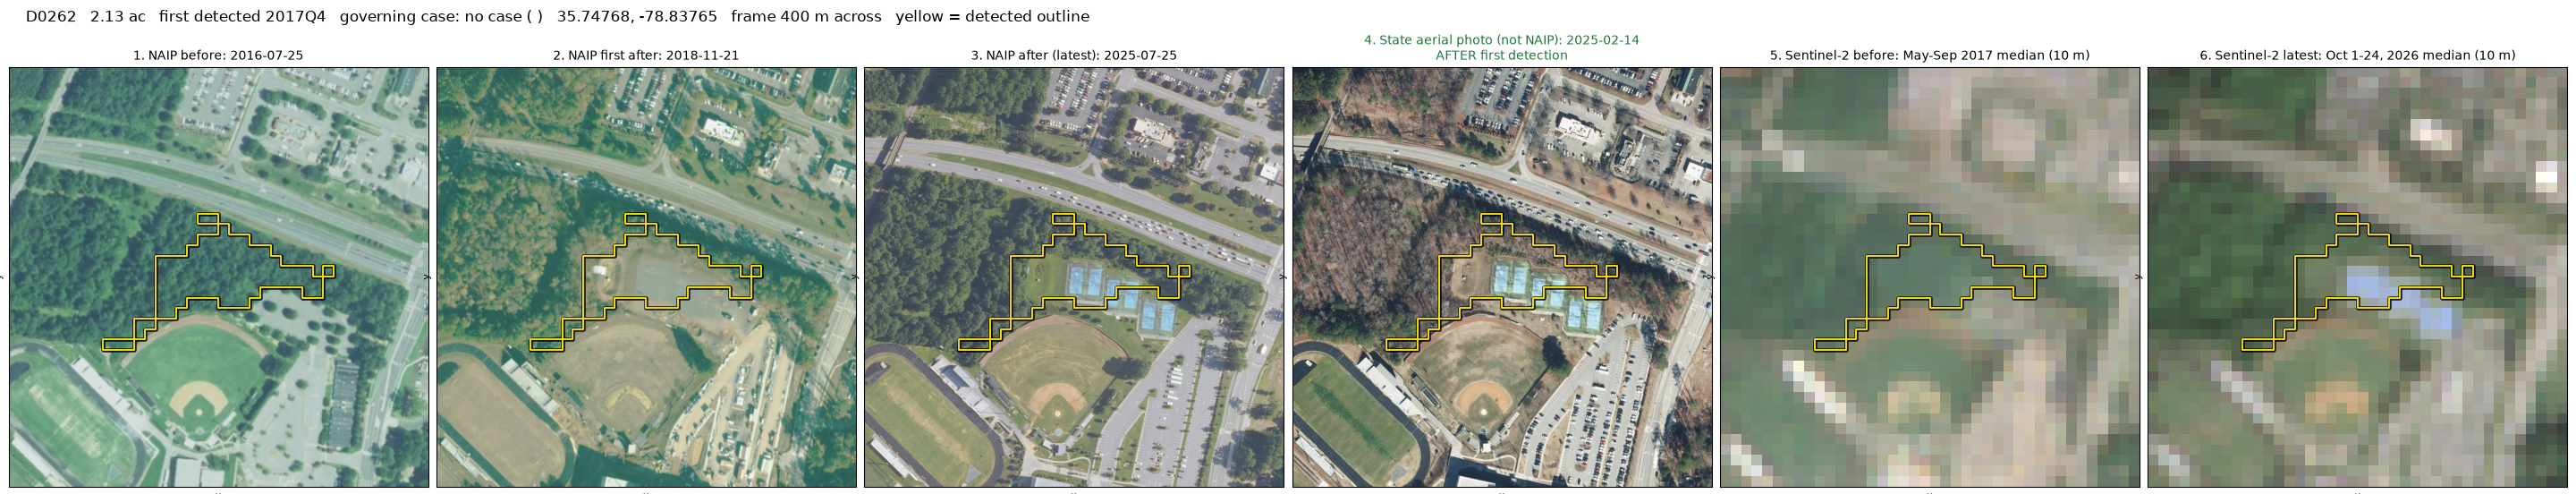 D0262   2.13 ac   first detected 2017Q4   governing case: no case ( )   35.74768, -78.83765   frame 400 m across   yellow = detected outline
1. NAIP before: 2016-07-25
2. NAIP first after: 2018-11-21
3. NAIP after (latest): 2025-07-25
4. State aerial photo (not NAIP): 2025-02-14
AFTER first detection
5. Sentinel-2 before: May-Sep 2017 median (10 m)
6. Sentinel-2 latest: Oct 1-24, 2026 median (10 m)